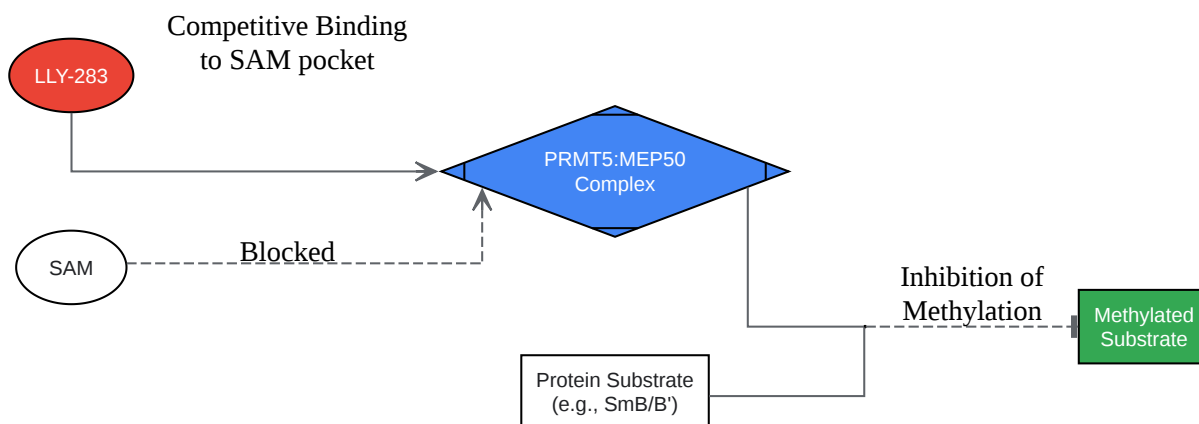 Competitive Binding
to SAM pocket
LLY-283
PRMT5:MEP50
Complex
SAM
Blocked
Inhibition of
Methylation
Methylated
Substrate
Protein Substrate
(e.g., SmB/B')